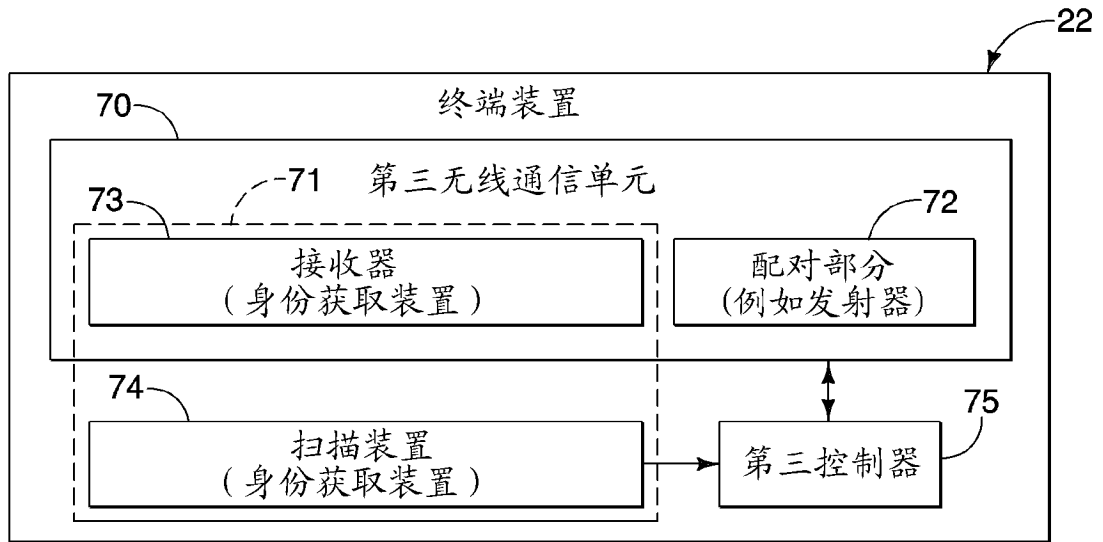 22
终端装置
70
71
第三无线通信单元
73
72
接收器
(身份获取装置)
配对部分
(例如发射器)
74
75
扫描装置
(身份获取装置)
第三控制器